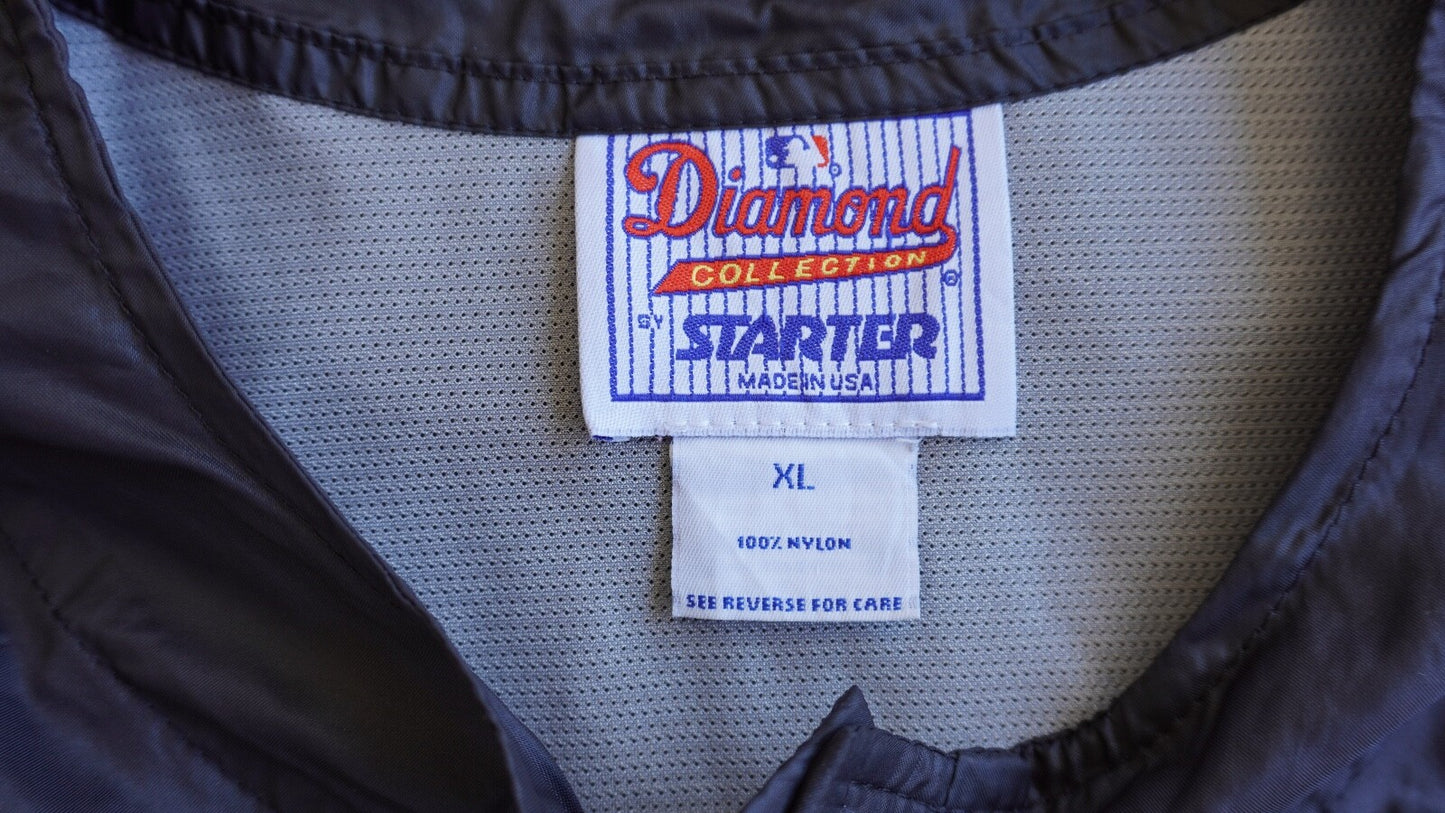 Diamond
COLLECTION
®
BY STARTER
MADE IN USA
XL
100% NYLON
SEE REVERSE FOR CARE